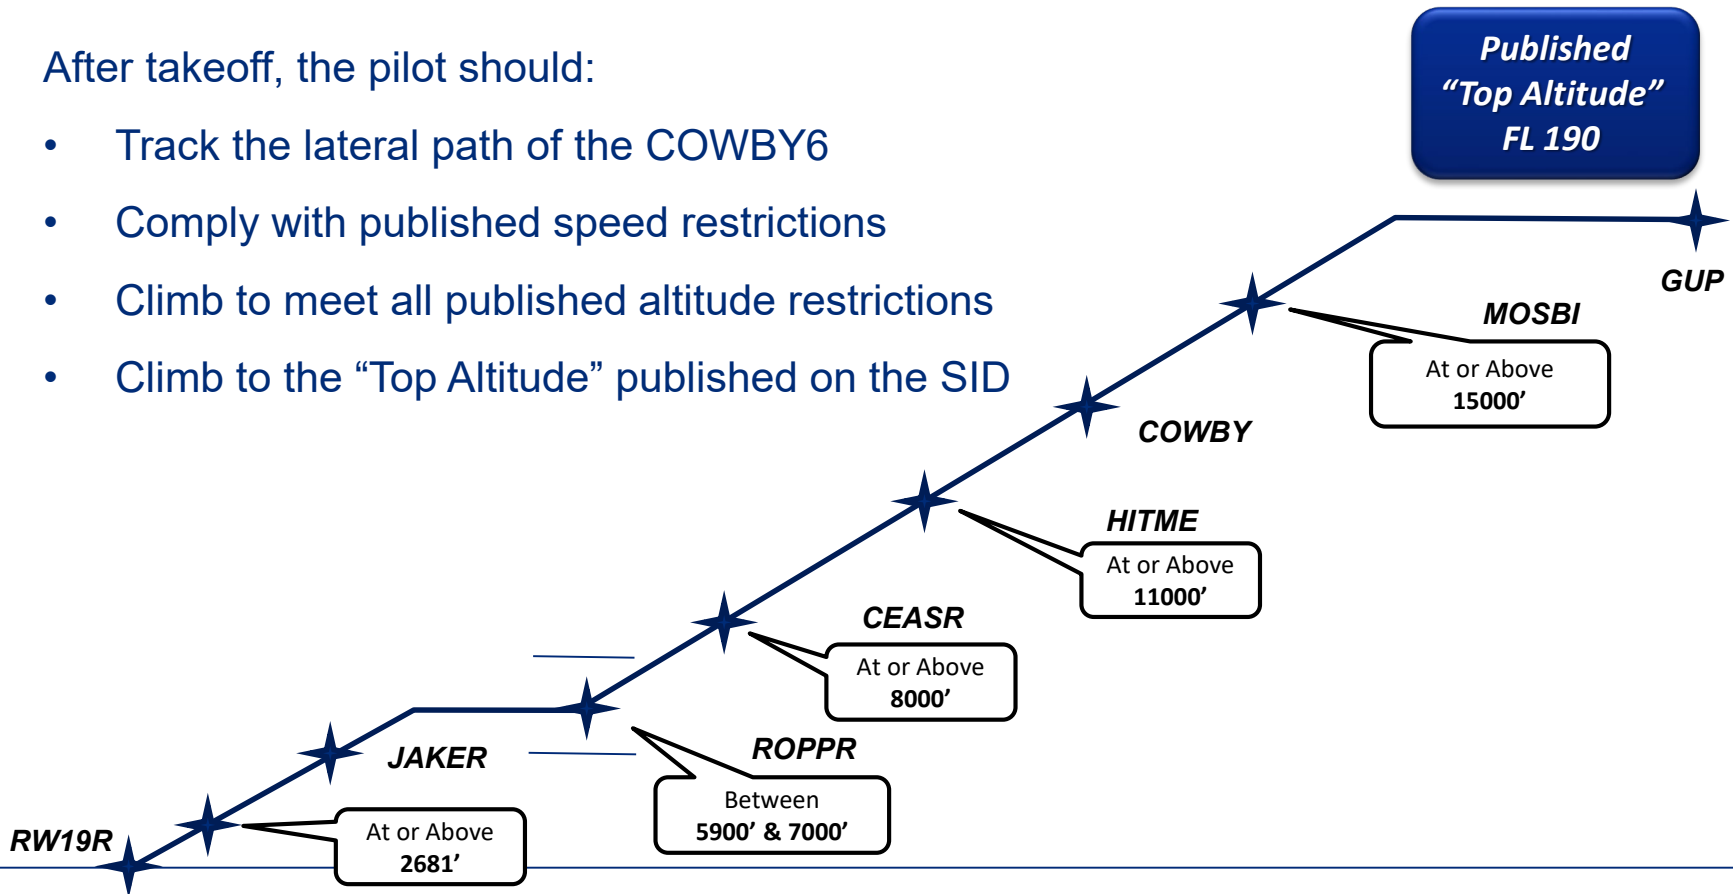 After takeoff, the pilot should:
• Track the lateral path of the COWBY6
• Comply with published speed restrictions
• Climb to meet all published altitude restrictions
• Climb to the “Top Altitude” published on the SID
Published
“Top Altitude”
FL 190
GUP
MOSBI
At or Above
15000’
COWBY
HITME
At or Above
11000’
CEASR
At or Above
8000’
ROPPR
Between
5900’ & 7000’
JAKER
At or Above
2681’
RW19R